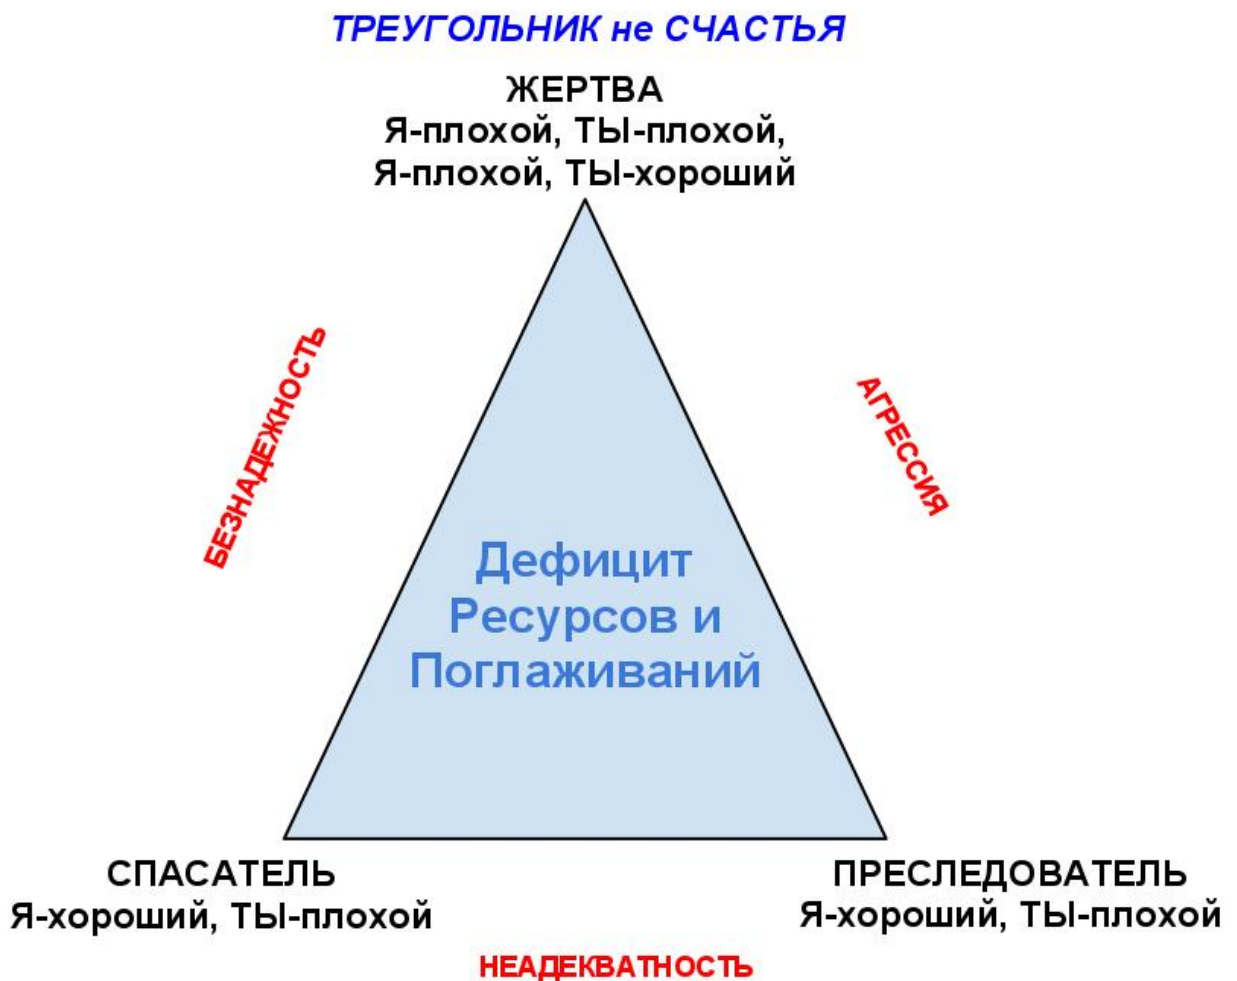 ТРЕУГОЛЬНИК не СЧАСТЬЯ
ЖЕРТВА
Я-плохой, ТЫ-плохой,
Я-плохой, ТЫ-хороший
БЕЗНАДЕЖНОСТЬ
АГРЕССИЯ
Дефицит
Ресурсов и
Поглаживаний
СПАСАТЕЛЬ
Я-хороший, ТЫ-плохой
ПРЕСЛЕДОВАТЕЛЬ
Я-хороший, ТЫ-плохой
НЕАДЕКВАТНОСТЬ